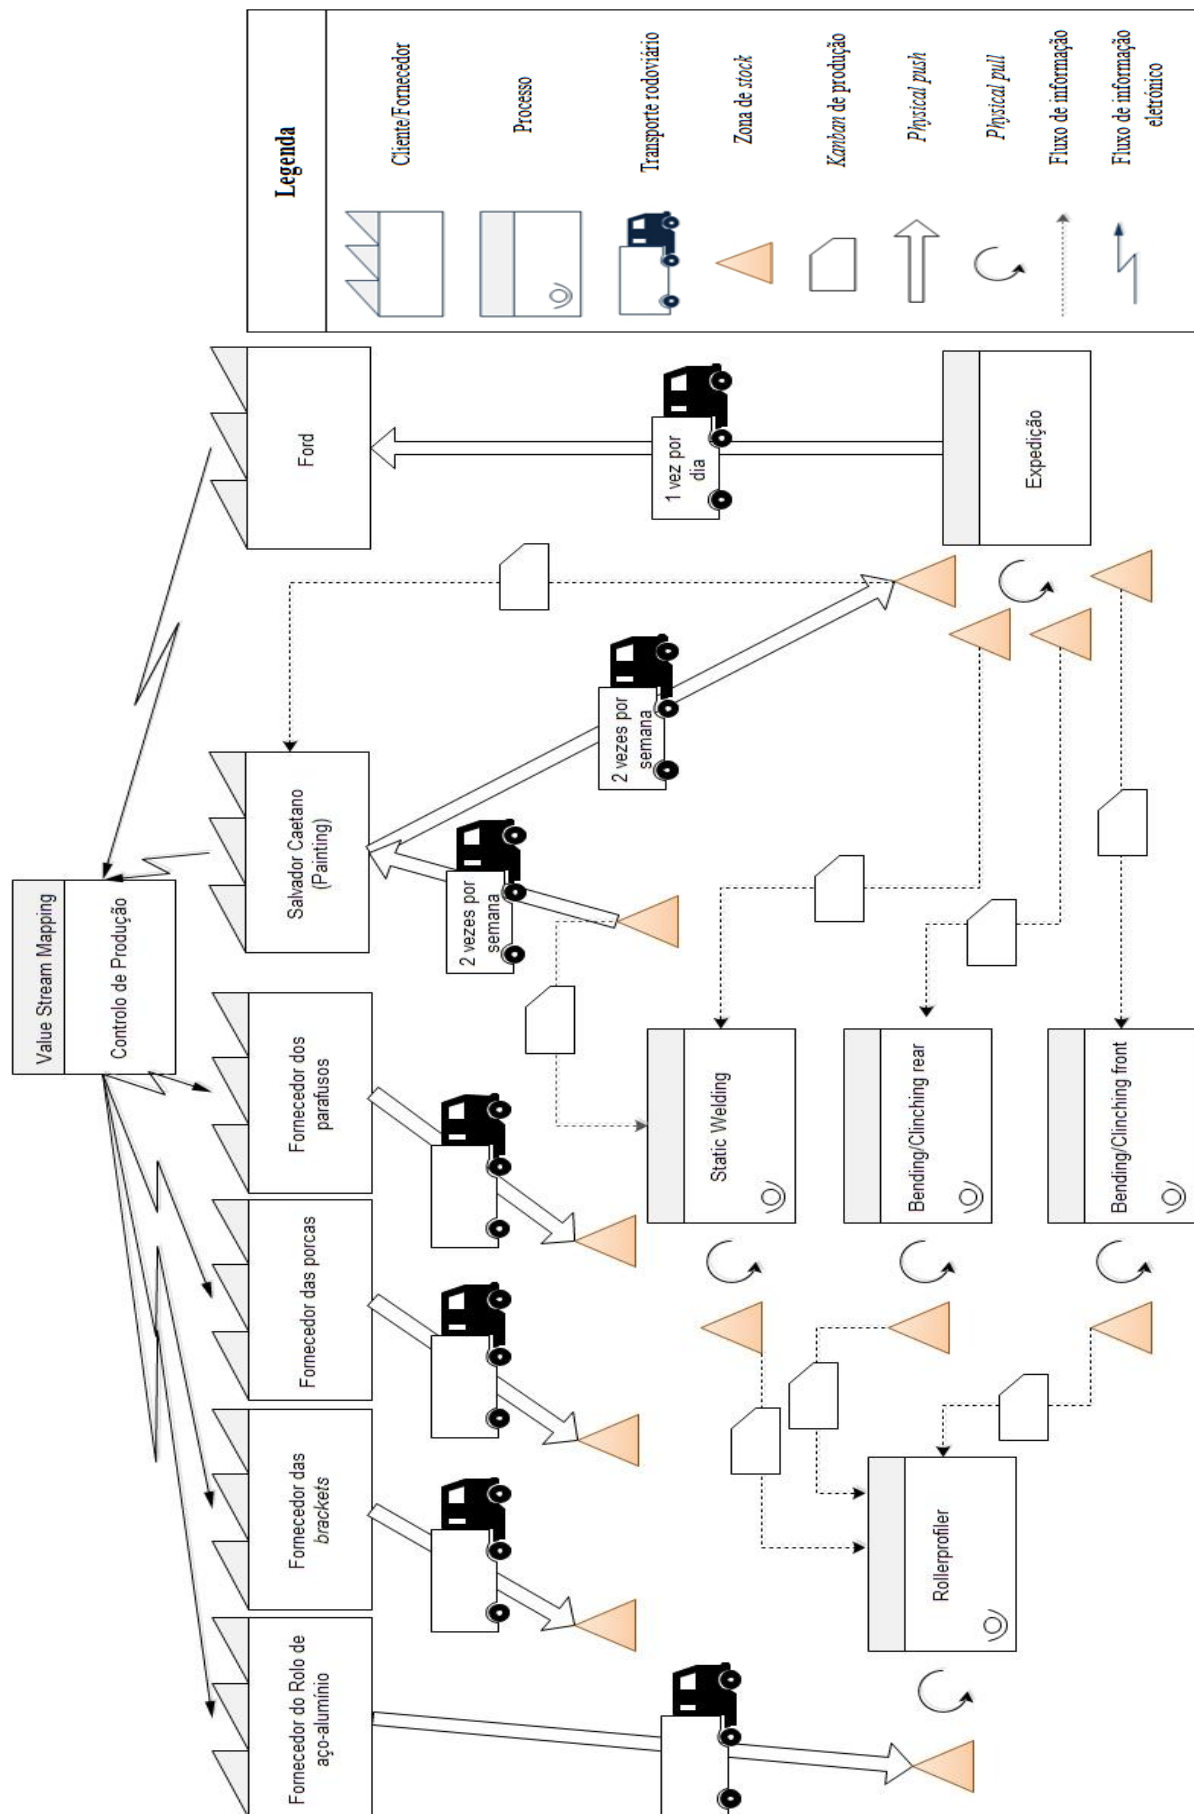 Value Stream Mapping
Controlo de Produção
Fornecedor do Rolo de
aço-alumínio
Fornecedor das
brackets
Fornecedor das porcas
Fornecedor dos
parafusos
Salvador Caetano
(Painting)
Ford
2 vezes por
semana
2 vezes por
semana
1 vez por
dia
Rollerprofiler
Static Welding
Bending/Clinching rear
Bending/Clinching front
Expedição
Legenda
Cliente/Fornecedor
Processo
Transporte rodoviário
Zona de stock
Kanban de produção
Physical push
Physical pull
Fluxo de informação
Fluxo de informação
eletrónico